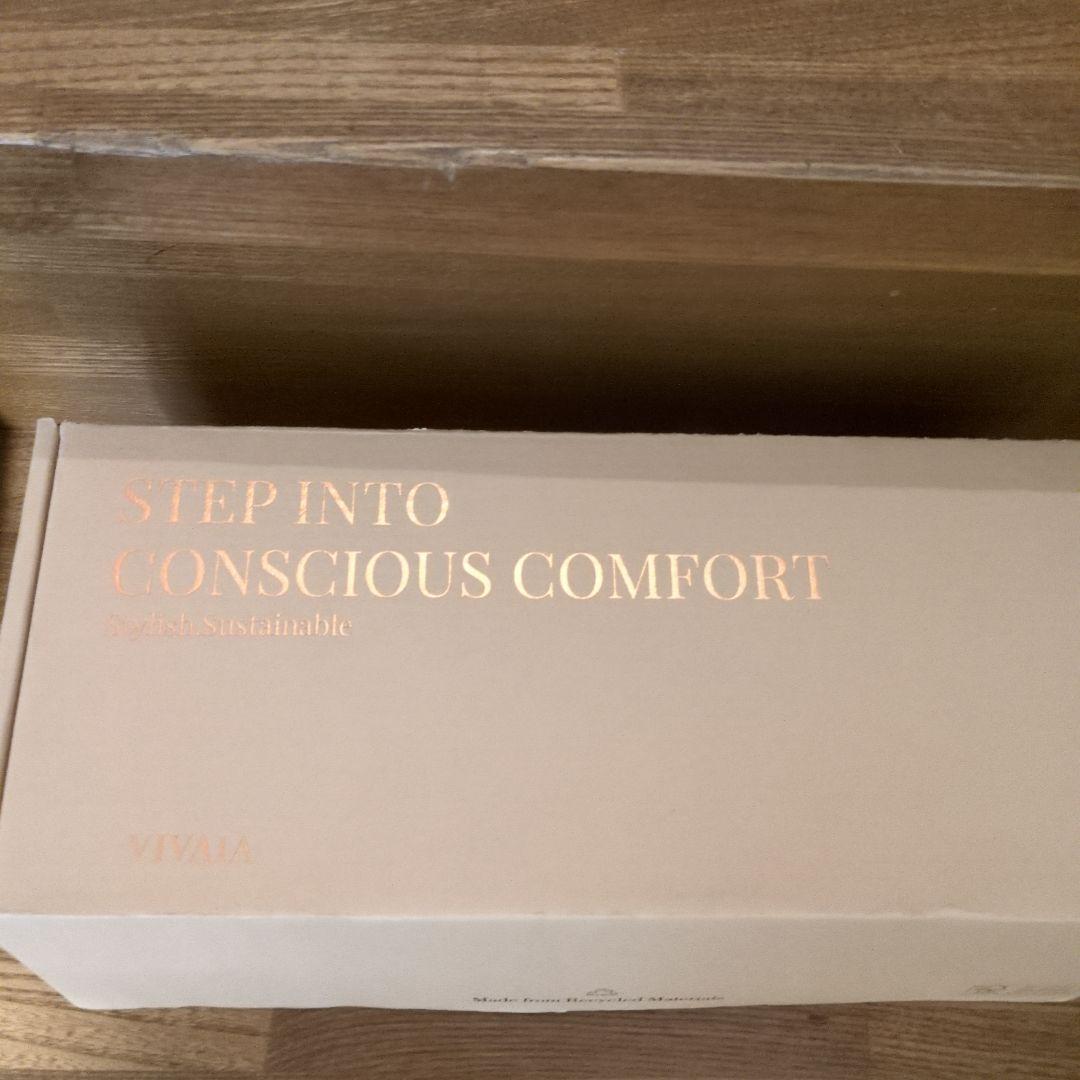 STEP INTO
CONSCIOUS COMFORT
Stylish.Sustainable
VIVAIA
Made from Recycled Materials